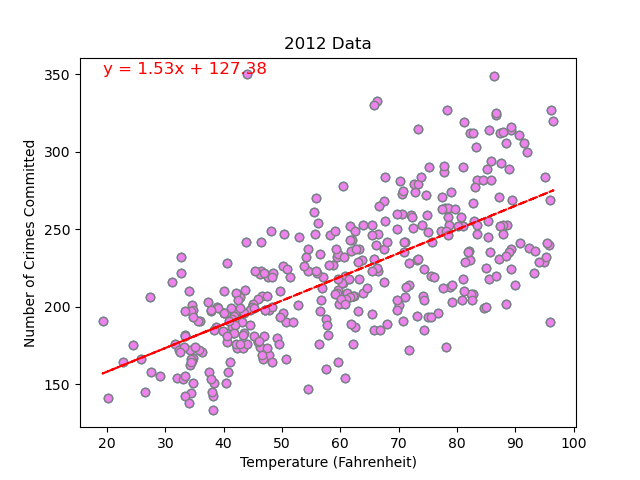 2012 Data
y = 1.53x + 127.38
Number of Crimes Committed
350
300
250
200
150
20 30 40 50 60 70 80 90 100
Temperature (Fahrenheit)